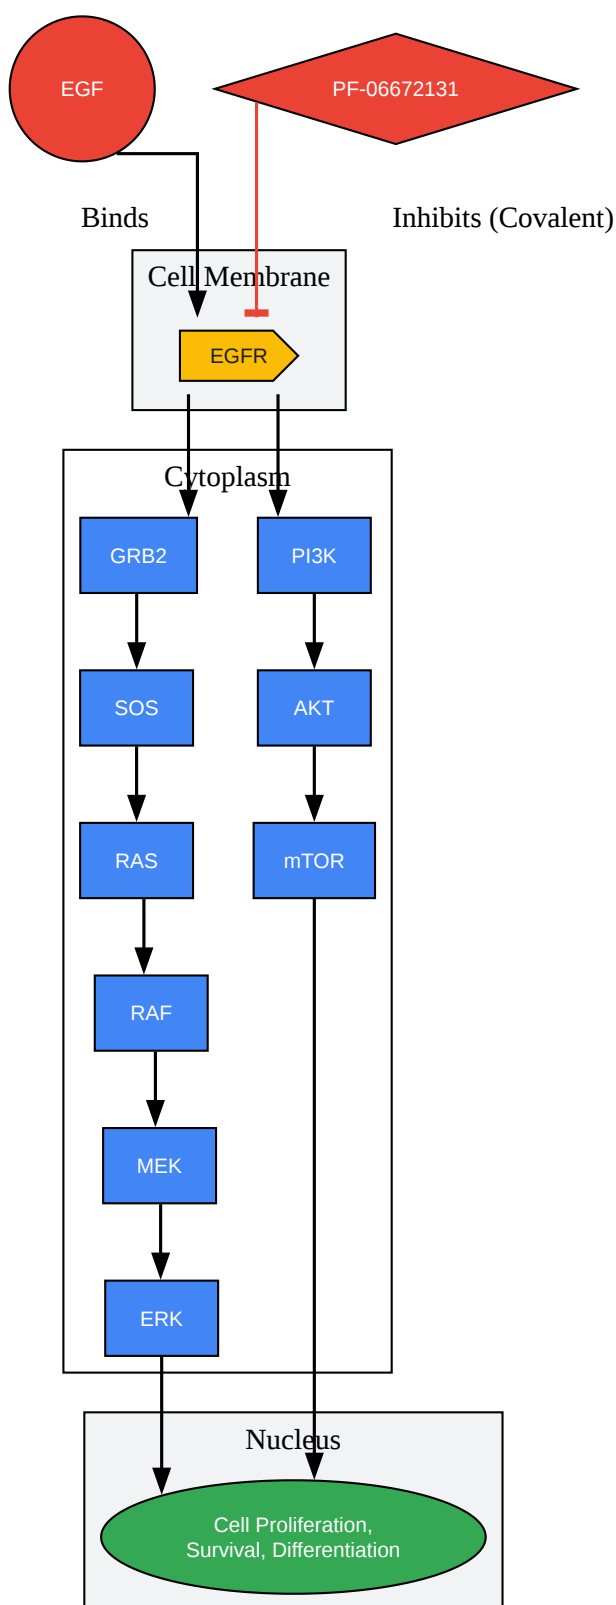 EGF
PF-06672131
Binds
Inhibits (Covalent)
Cell Membrane
EGFR
Cytoplasm
GRB2
PI3K
SOS
AKT
RAS
mTOR
RAF
MEK
ERK
Nucleus
Cell Proliferation,
Survival, Differentiation